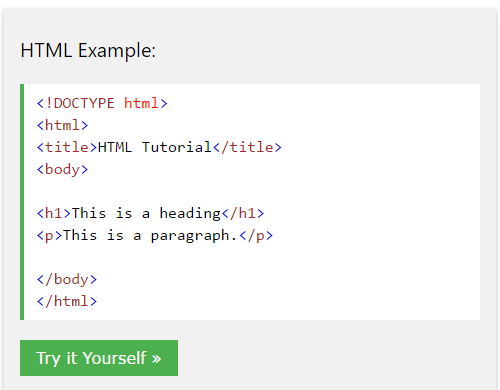 HTML Example:
<!DOCTYPE html>
<html>
<title>HTML Tutorial</title>
<body>
<h1>This is a heading</h1>
<p>This is a paragraph.</p>
</body>
</html>
Try it Yourself »